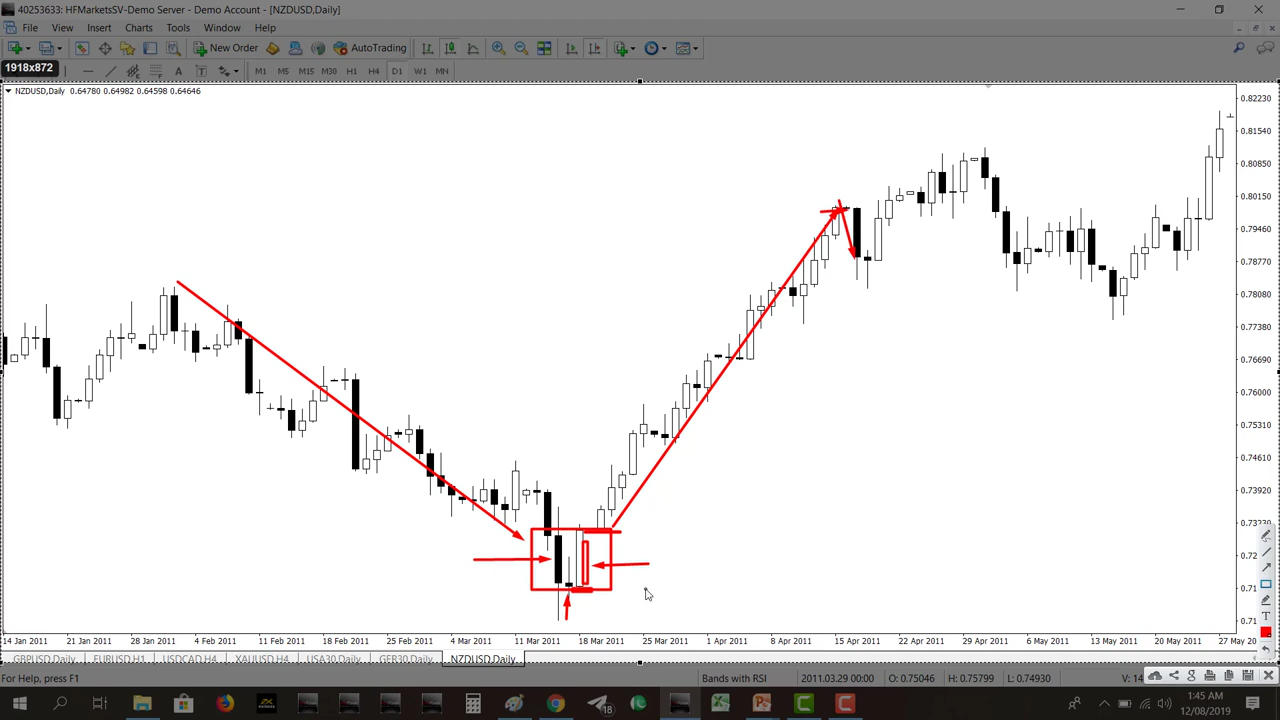 40253633: HFMarketsSV-Demo Server - Demo Account - [NZDUSD,Daily]
File View Insert Charts Tools Window Help
New Order AutoTrading
1918x872
A T M1 M5 M15 M30 H1 H4 D1 W1 MN
NZDUSD,Daily 0.64780 0.64982 0.64598 0.64646
0.82230
0.81540
0.80850
0.80150
0.79460
0.78770
0.78080
0.77380
0.76690
0.76000
0.75310
0.74610
0.73920
0.73230
0.72
0.71
0.71
14 Jan 2011 21 Jan 2011 28 Jan 2011 4 Feb 2011 11 Feb 2011 18 Feb 2011 25 Feb 2011 4 Mar 2011 11 Mar 2011 18 Mar 2011 25 Mar 2011 1 Apr 2011 8 Apr 2011 15 Apr 2011 22 Apr 2011 29 Apr 2011 6 May 2011 13 May 2011 20 May 2011 27 May 20
GBPUSD,Daily EURUSD,H1 USDCAD,H4 XAUUSD,H4 USA30,Daily GER30,Daily NZDUSD,Daily
For Help, press F1 Bands with RSI 2011.03.29 00:00 O: 0.75046 H: 0.75799 L: 0.74930 V: 14
18
1:45 AM
12/08/2019